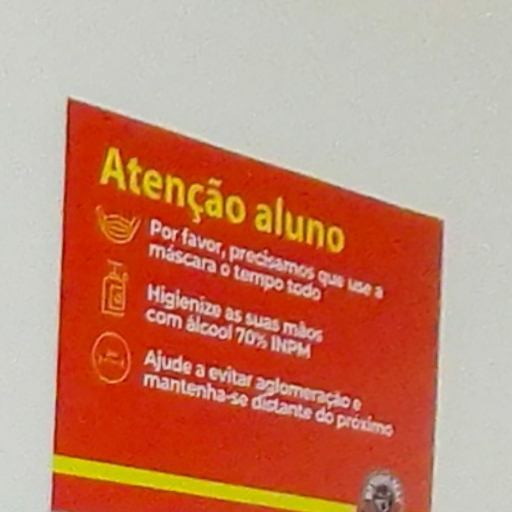 Atenção aluno
Por favor, precisamos que use a
máscara o tempo todo
Higienize as suas mãos
com álcool 70% INPM
Ajude a evitar aglomeração e
mantenha-se distante do próximo